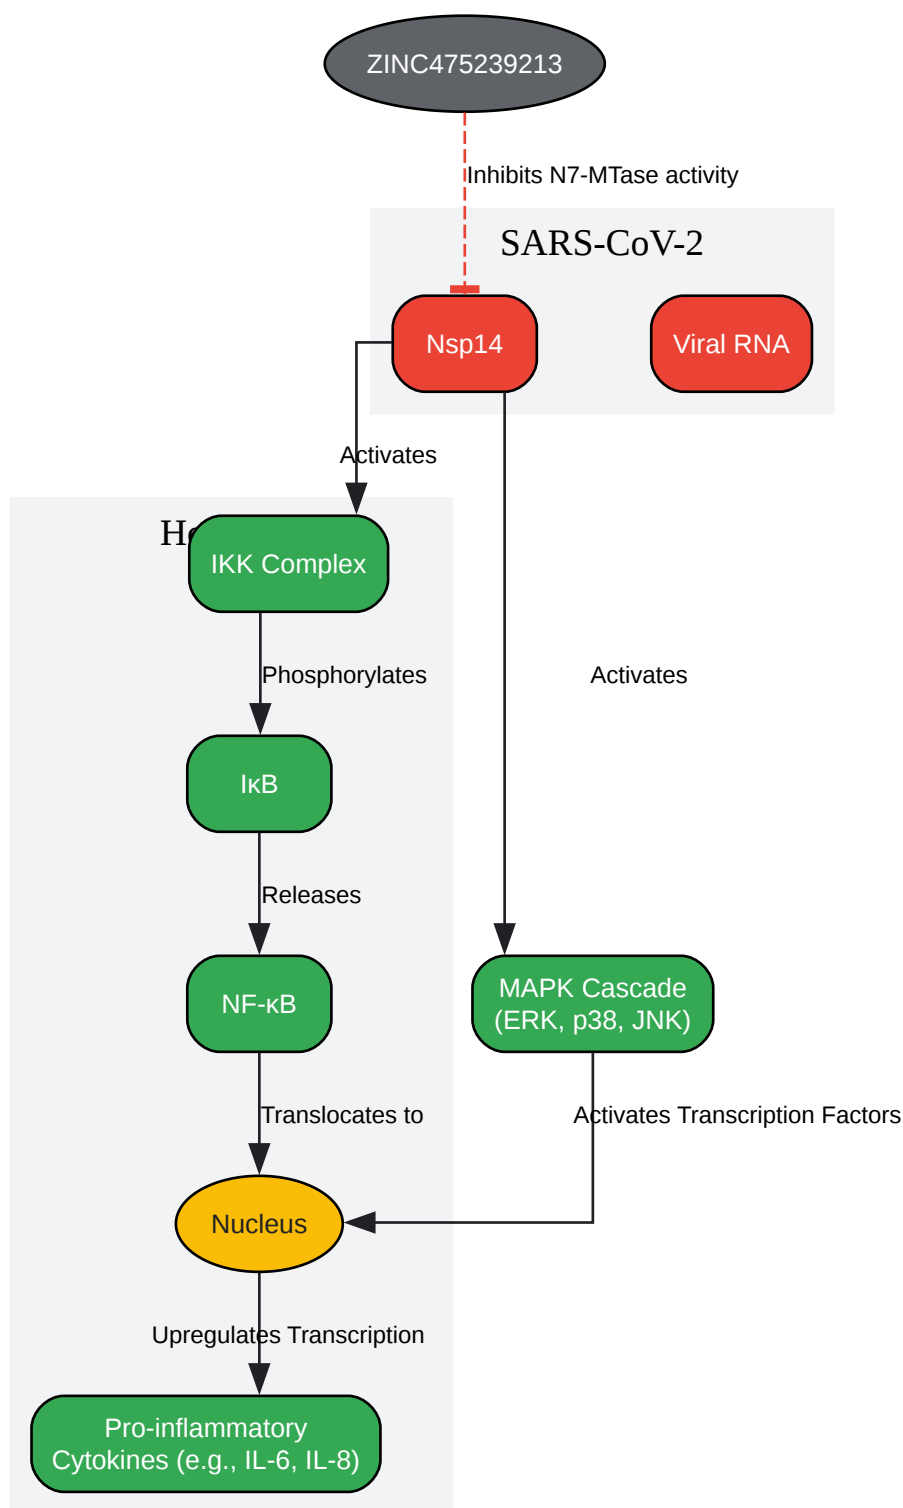 ZINC475239213
Inhibits N7-MTase activity
SARS-CoV-2
Nsp14
Viral RNA
Activates
IKK Complex
Phosphorylates
Activates
IκB
Releases
NF-κB
MAPK Cascade
(ERK, p38, JNK)
Translocates to
Activates Transcription Factors
Nucleus
Upregulates Transcription
Pro-inflammatory
Cytokines (e.g., IL-6, IL-8)